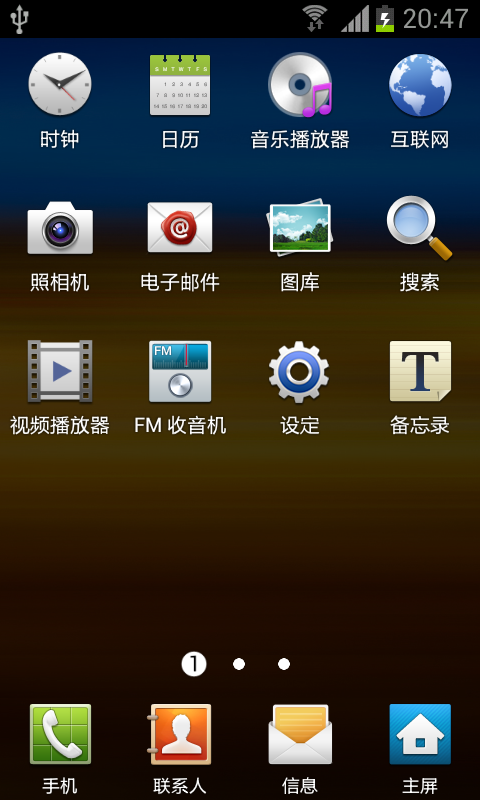 20:47
时钟
日历
音乐播放器
互联网
照相机
电子邮件
图库
搜索
FM
视频播放器
FM 收音机
设定
T
备忘录
1
手机
联系人
信息
主屏